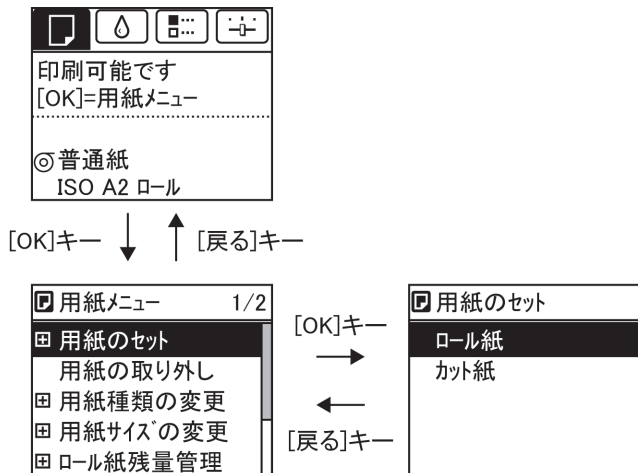 印刷可能です
[OK]=用紙メニュー
普通紙
ISO A2 ロール
[OK]キー
[戻る]キー
用紙メニュー 1/2
用紙のセット
用紙の取り外し
用紙種類の変更
用紙サイズの変更
ロール紙残量管理
[OK]キー
[戻る]キー
用紙のセット
ロール紙
カット紙